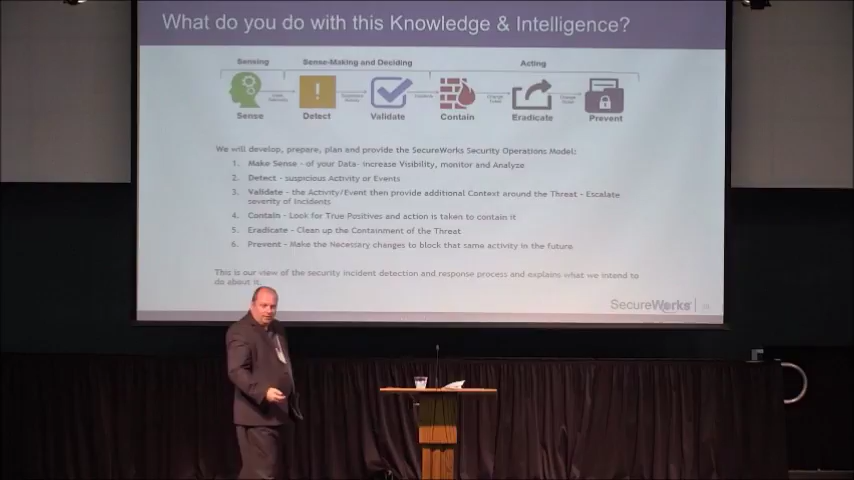 What do you do with this Knowledge & Intelligence?
Sensing
Sense-Making and Deciding
Acting
Sense
Detect
Validate
Contain
Eradicate
Prevent
We will develop, prepare, plan and provide the SecureWorks Security Operations Model:
1. Make Sense - of your Data- increase Visibility, monitor and Analyze
2. Detect - suspicious Activity or Events
3. Validate - the Activity/Event then provide additional Context around the Threat - Escalate
severity of Incidents
4. Contain - Look for True Positives and action is taken to contain it
5. Eradicate - Clean up the Containment of the Threat
6. Prevent - Make the Necessary changes to block that same activity in the future
This is our view of the security incident detection and response process and explains what we intend to
do about it.
SecureWorks